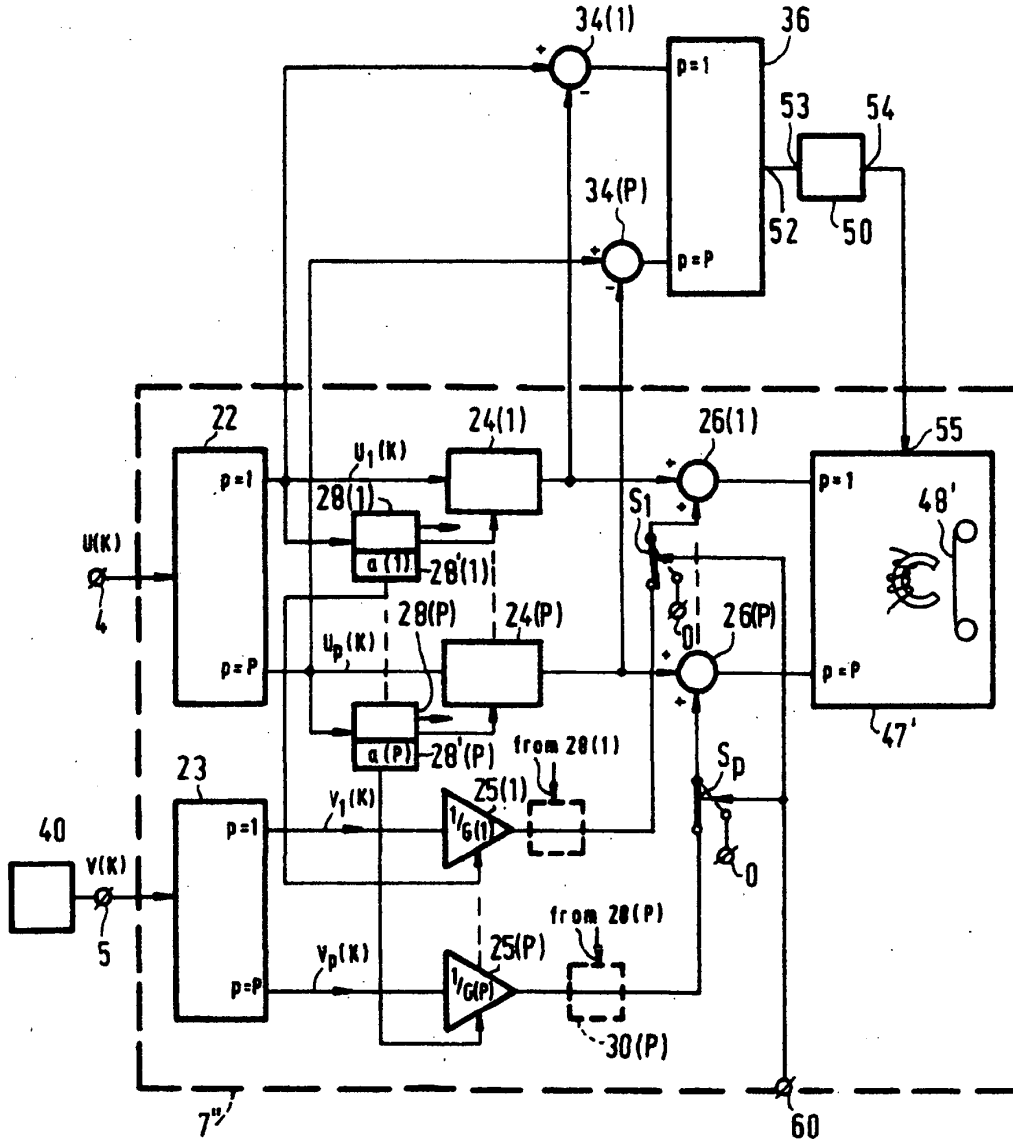 34(1)
36
+
-
p=1
53
54
34(P)
+
-
p=P
52
50
22
24(1)
26(1)
55
p=1
U₁(K)
+
+
p=1
28(1)
S1
48'
U(K)
a(1)
28'(1)
4
28(P)
24(P)
0
26(P)
p=P
Up(K)
+
+
p=P
a(P)
28'(P)
47'
from 28(1)
23
25(1)
Sp
V₁(K)
p=1
1/G(1)
40
V(K)
0
5
from 28(P)
Vp(K)
25(P)
p=P
1/G(P)
30(P)
7"
60